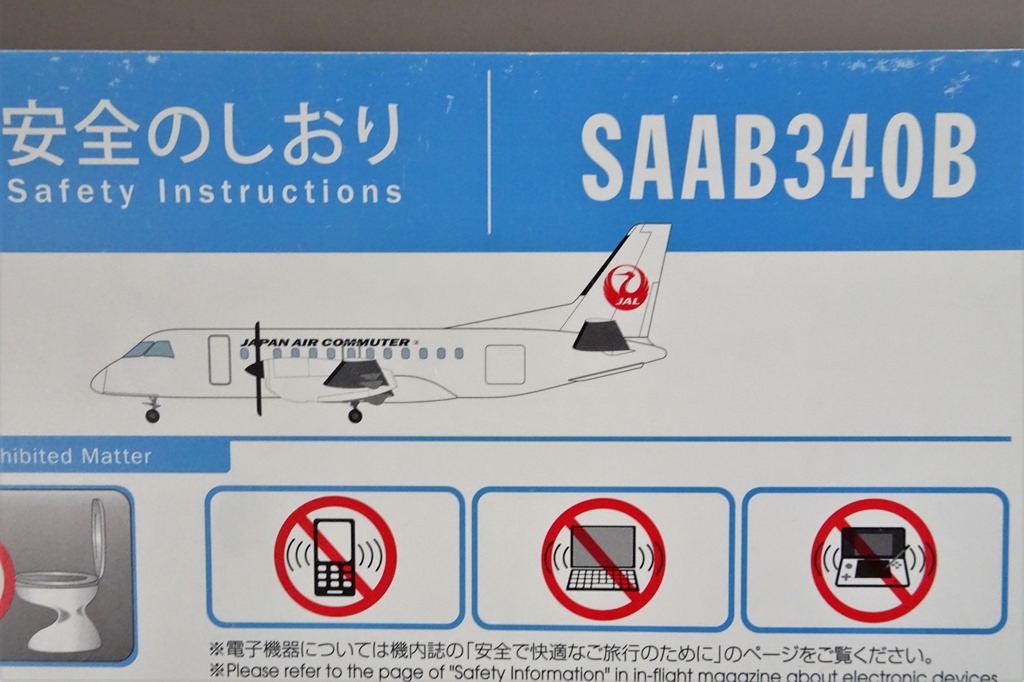 安全のしおり
Safety Instructions
SAAB340B
JAL
JAPAN AIR COMMUTER
hibited Matter
※電子機器については機内誌の「安全で快適なご旅行のために」のページをご覧ください。
※Please refer to the page of "Safety Information" in in-flight magazine about electronic devices